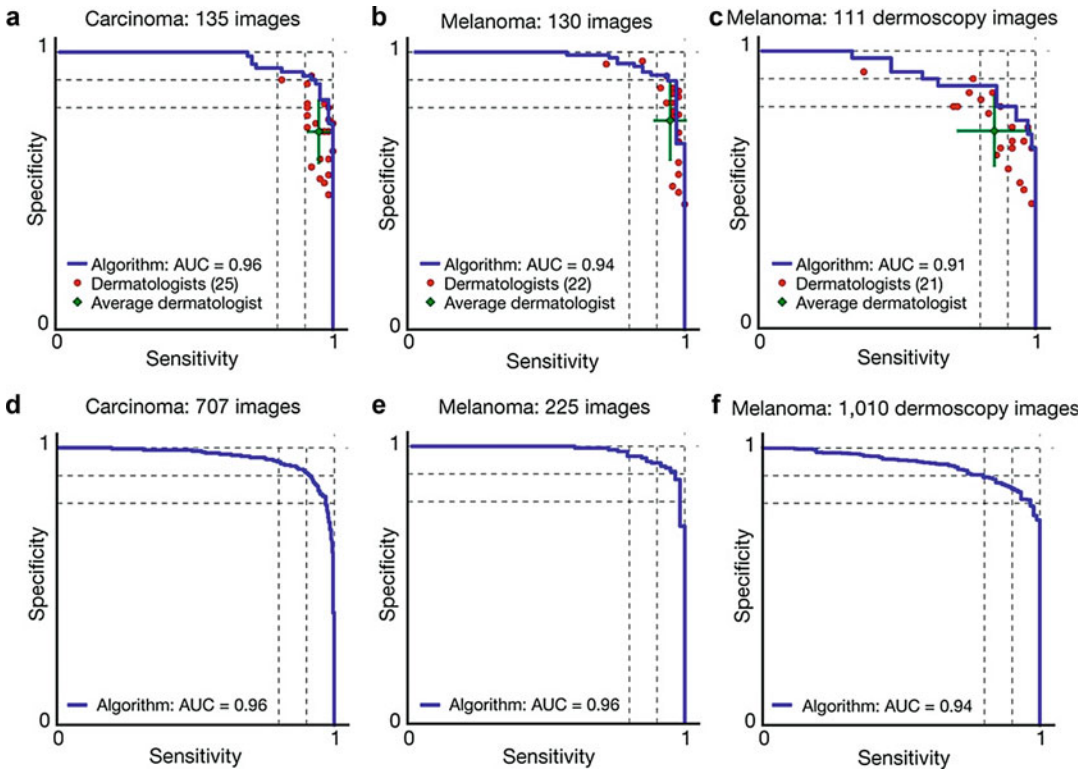 a Carcinoma: 135 images
1
Specificity
Algorithm: AUC = 0.96
Dermatologists (25)
Average dermatologist
0
0 1
Sensitivity
b Melanoma: 130 images
1
Specificity
Algorithm: AUC = 0.94
Dermatologists (22)
Average dermatologist
0
0 1
Sensitivity
c Melanoma: 111 dermoscopy images
1
Specificity
Algorithm: AUC = 0.91
Dermatologists (21)
Average dermatologist
0
0 1
Sensitivity
d Carcinoma: 707 images
1
Specificity
Algorithm: AUC = 0.96
0
0 1
Sensitivity
e Melanoma: 225 images
1
Specificity
Algorithm: AUC = 0.96
0
0 1
Sensitivity
f Melanoma: 1,010 dermoscopy images
1
Specificity
Algorithm: AUC = 0.94
0
0 1
Sensitivity